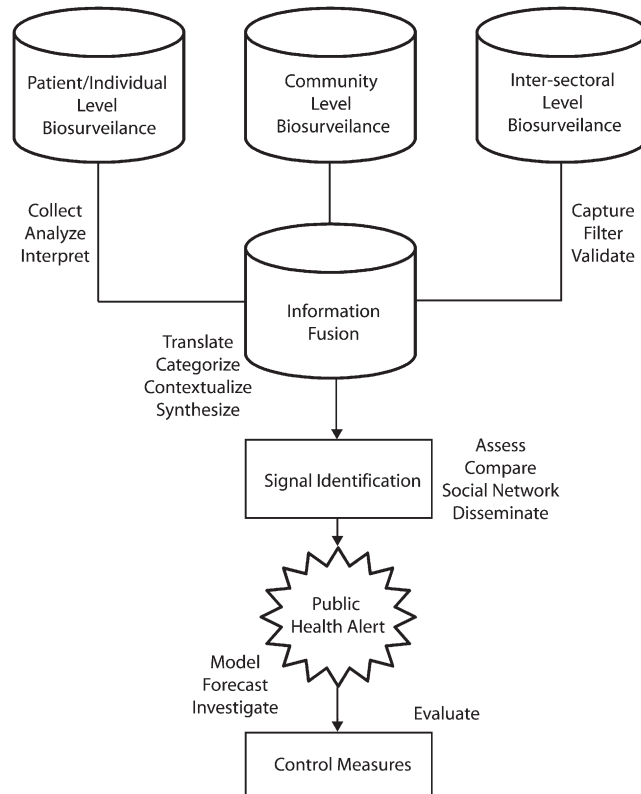 Patient/Individual
Level
Biosurveilance
Community
Level
Biosurveilance
Inter-sectoral
Level
Biosurveilance
Collect
Analyze
Interpret
Capture
Filter
Validate
Information
Fusion
Translate
Categorize
Contextualize
Synthesize
Signal Identification
Assess
Compare
Social Network
Disseminate
Public
Health Alert
Model
Forecast
Investigate
Evaluate
Control Measures